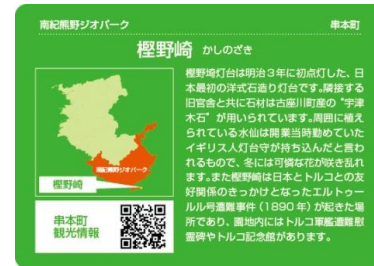 南紀熊野ジオパーク
串本町
樫野崎 かしのざき
樫野埼灯台は明治3年に初点灯した、日
本最初の洋式石造り灯台です。隣接する
旧官舎と共に石材は古座川町産の“宇津
木石”が用いられています。周囲に植え
られている水仙は開業当時勤めていた
イギリス人灯台守が持ち込んだと言わ
れるもので、冬には可憐な花が咲き乱れ
ます。また樫野崎は日本とトルコとの友
好関係のきっかけとなったエルトゥー
ルル号遭難事件(1890年)が起きた場
所であり、園地内にはトルコ軍艦遭難慰
霊碑やトルコ記念館があります。
南紀熊野ジオパーク
樫野崎
串本町
観光情報